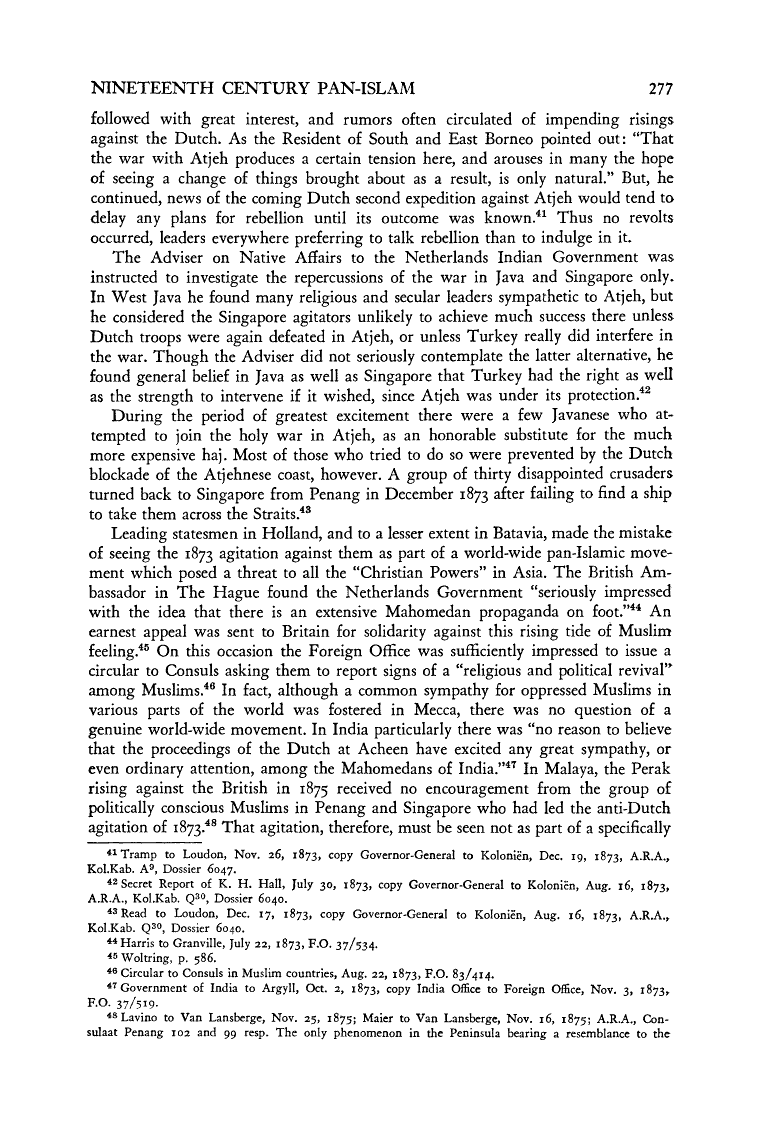 NINETEENTH CENTURY PAN-ISLAM 277
followed with great interest, and rumors often circulated of impending risings
against the Dutch. As the Resident of South and East Borneo pointed out: “That
the war with Atjeh produces a certain tension here, and arouses in many the hope
of seeing a change of things brought about as a result, is only natural.” But, he
continued, news of the coming Dutch second expedition against Atjeh would tend to
delay any plans for rebellion until its outcome was known.⁴¹ Thus no revolts
occurred, leaders everywhere preferring to talk rebellion than to indulge in it.
The Adviser on Native Affairs to the Netherlands Indian Government was
instructed to investigate the repercussions of the war in Java and Singapore only.
In West Java he found many religious and secular leaders sympathetic to Atjeh, but
he considered the Singapore agitators unlikely to achieve much success there unless
Dutch troops were again defeated in Atjeh, or unless Turkey really did interfere in
the war. Though the Adviser did not seriously contemplate the latter alternative, he
found general belief in Java as well as Singapore that Turkey had the right as well
as the strength to intervene if it wished, since Atjeh was under its protection.⁴²
During the period of greatest excitement there were a few Javanese who at-
tempted to join the holy war in Atjeh, as an honorable substitute for the much
more expensive haj. Most of those who tried to do so were prevented by the Dutch
blockade of the Atjehnese coast, however. A group of thirty disappointed crusaders
turned back to Singapore from Penang in December 1873 after failing to find a ship
to take them across the Straits.⁴³
Leading statesmen in Holland, and to a lesser extent in Batavia, made the mistake
of seeing the 1873 agitation against them as part of a world-wide pan-Islamic move-
ment which posed a threat to all the “Christian Powers” in Asia. The British Am-
bassador in The Hague found the Netherlands Government “seriously impressed
with the idea that there is an extensive Mahomedan propaganda on foot.”⁴⁴ An
earnest appeal was sent to Britain for solidarity against this rising tide of Muslim
feeling.⁴⁵ On this occasion the Foreign Office was sufficiently impressed to issue a
circular to Consuls asking them to report signs of a “religious and political revival”
among Muslims.⁴⁶ In fact, although a common sympathy for oppressed Muslims in
various parts of the world was fostered in Mecca, there was no question of a
genuine world-wide movement. In India particularly there was “no reason to believe
that the proceedings of the Dutch at Acheen have excited any great sympathy, or
even ordinary attention, among the Mahomedans of India.”⁴⁷ In Malaya, the Perak
rising against the British in 1875 received no encouragement from the group of
politically conscious Muslims in Penang and Singapore who had led the anti-Dutch
agitation of 1873.⁴⁸ That agitation, therefore, must be seen not as part of a specifically
⁴¹ Tramp to Loudon, Nov. 26, 1873, copy Governor-General to Koloniën, Dec. 19, 1873, A.R.A.,
Kol.Kab. A⁹, Dossier 6047.
⁴² Secret Report of K. H. Hall, July 30, 1873, copy Governor-General to Koloniën, Aug. 16, 1873,
A.R.A., Kol.Kab. Q³⁰, Dossier 6040.
⁴³ Read to Loudon, Dec. 17, 1873, copy Governor-General to Koloniën, Aug. 16, 1873, A.R.A.,
Kol.Kab. Q³⁰, Dossier 6040.
⁴⁴ Harris to Granville, July 22, 1873, F.O. 37/534.
⁴⁵ Woltring, p. 586.
⁴⁶ Circular to Consuls in Muslim countries, Aug. 22, 1873, F.O. 83/414.
⁴⁷ Government of India to Argyll, Oct. 2, 1873, copy India Office to Foreign Office, Nov. 3, 1873,
F.O. 37/519.
⁴⁸ Lavino to Van Lansberge, Nov. 25, 1875; Maier to Van Lansberge, Nov. 16, 1875; A.R.A., Con-
sulaat Penang 102 and 99 resp. The only phenomenon in the Peninsula bearing a resemblance to the